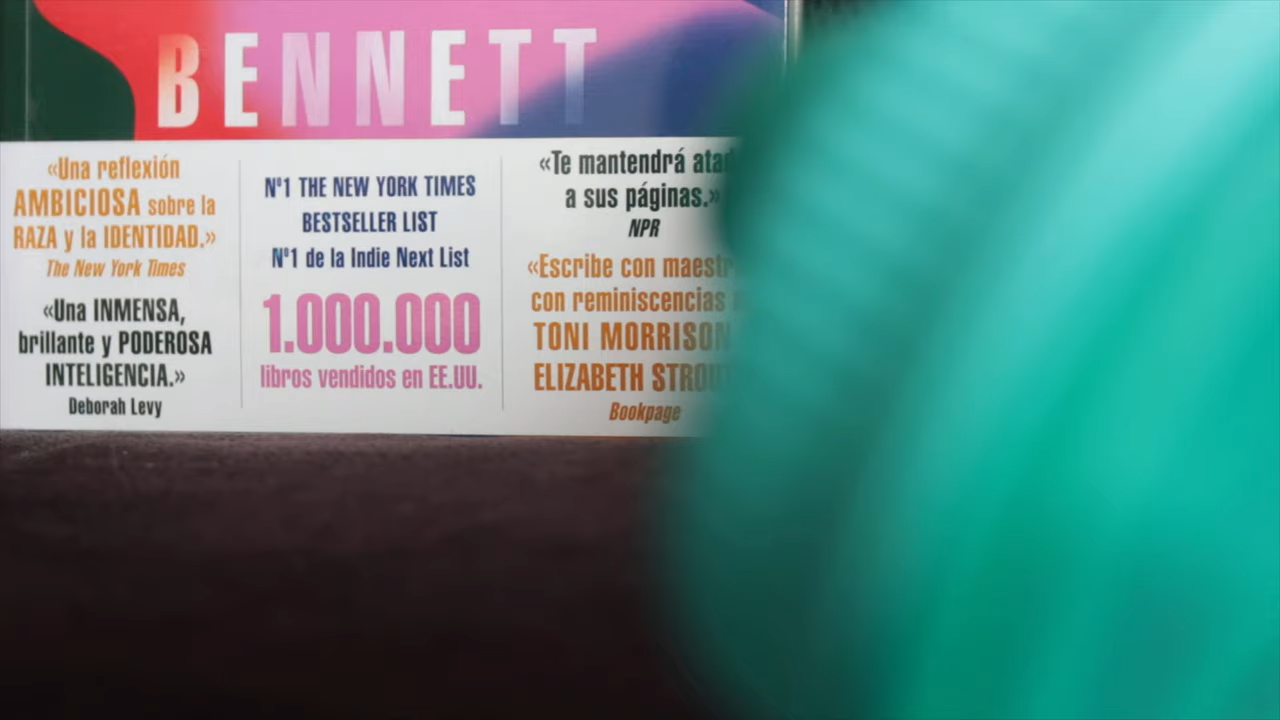 BENNETT
«Una reflexión
AMBICIOSA sobre la
RAZA y la IDENTIDAD.»
The New York Times
«Una INMENSA,
brillante y PODEROSA
INTELIGENCIA.»
Deborah Levy
Nº1 THE NEW YORK TIMES
BESTSELLER LIST
Nº1 de la Indie Next List
1.000.000
libros vendidos en EE.UU.
«Te mantendrá
a sus páginas.»
NPR
«Escribe con
con reminiscencias
TONI MORRISON
ELIZABETH
Bookpage